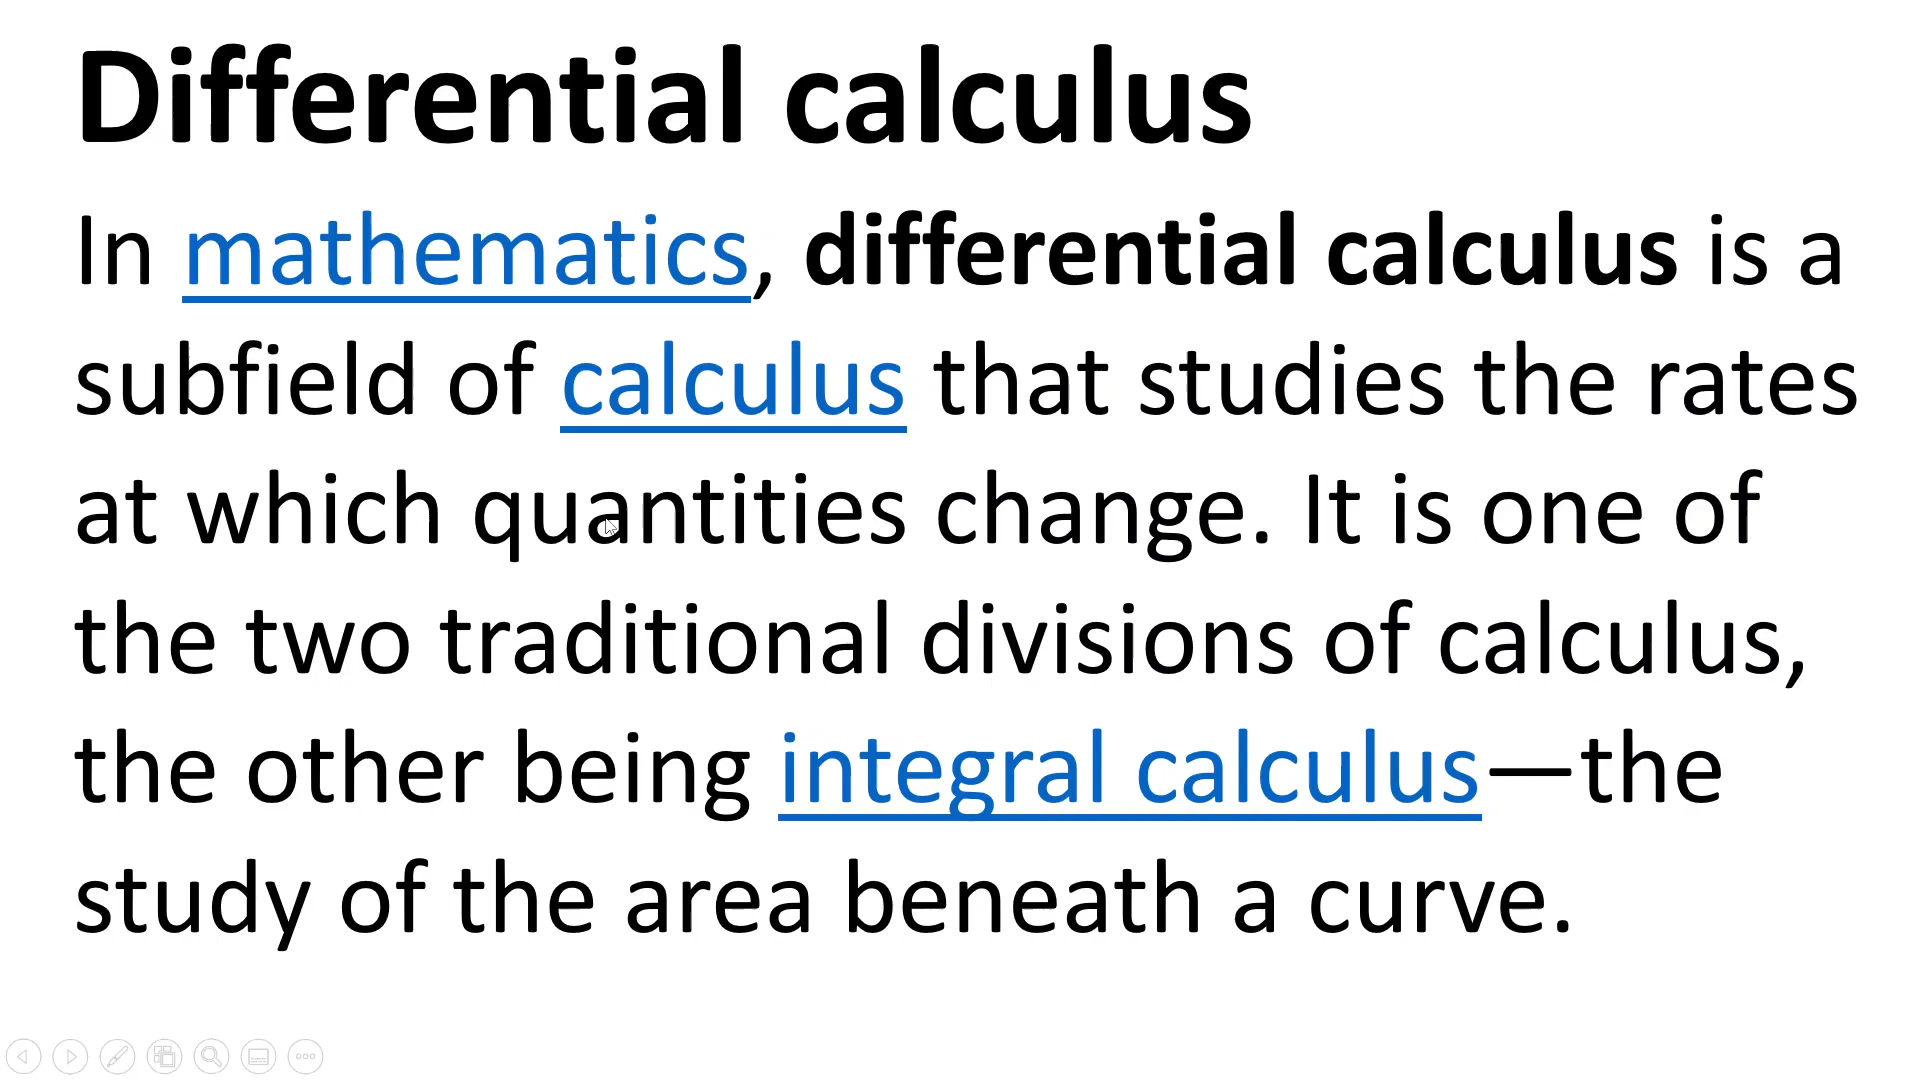 Differential calculus
In mathematics, differential calculus is a
subfield of calculus that studies the rates
at which quantities change. It is one of
the two traditional divisions of calculus,
the other being integral calculus—the
study of the area beneath a curve.